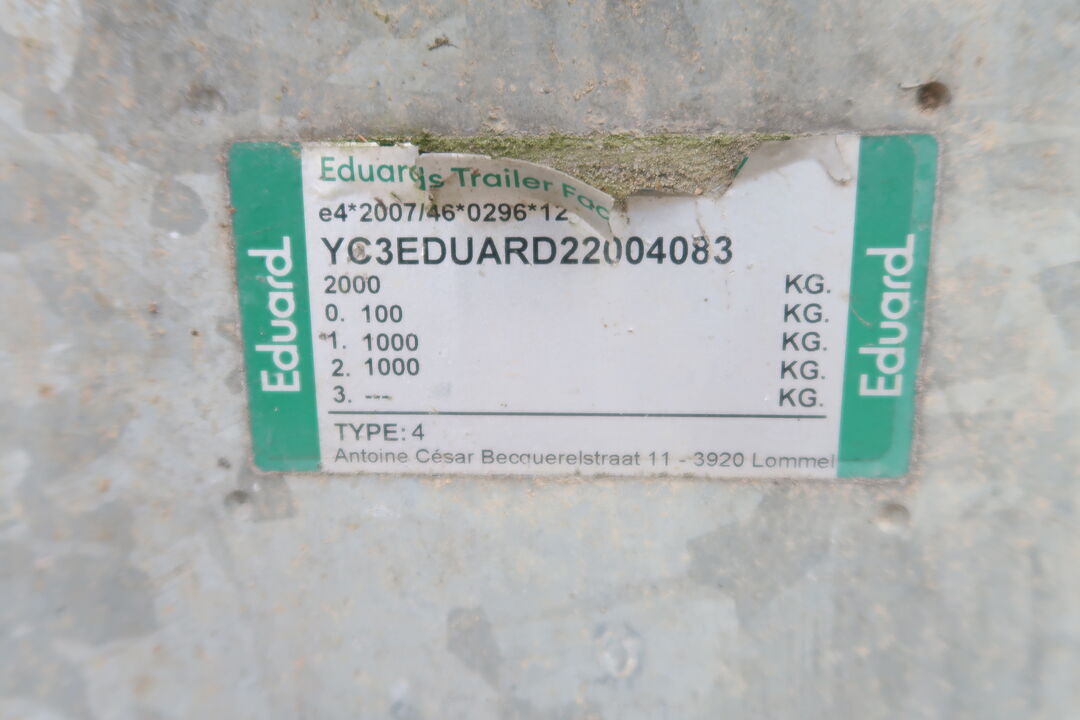 Eduard
Eduards Trailer Fac
e4*2007/46*0296*12
YC3EDUARD22004083
2000 KG.
0. 100 KG.
1. 1000 KG.
2. 1000 KG.
3. --- KG.
TYPE: 4
Antoine César Becquerelstraat 11 - 3920 Lommel
Eduard